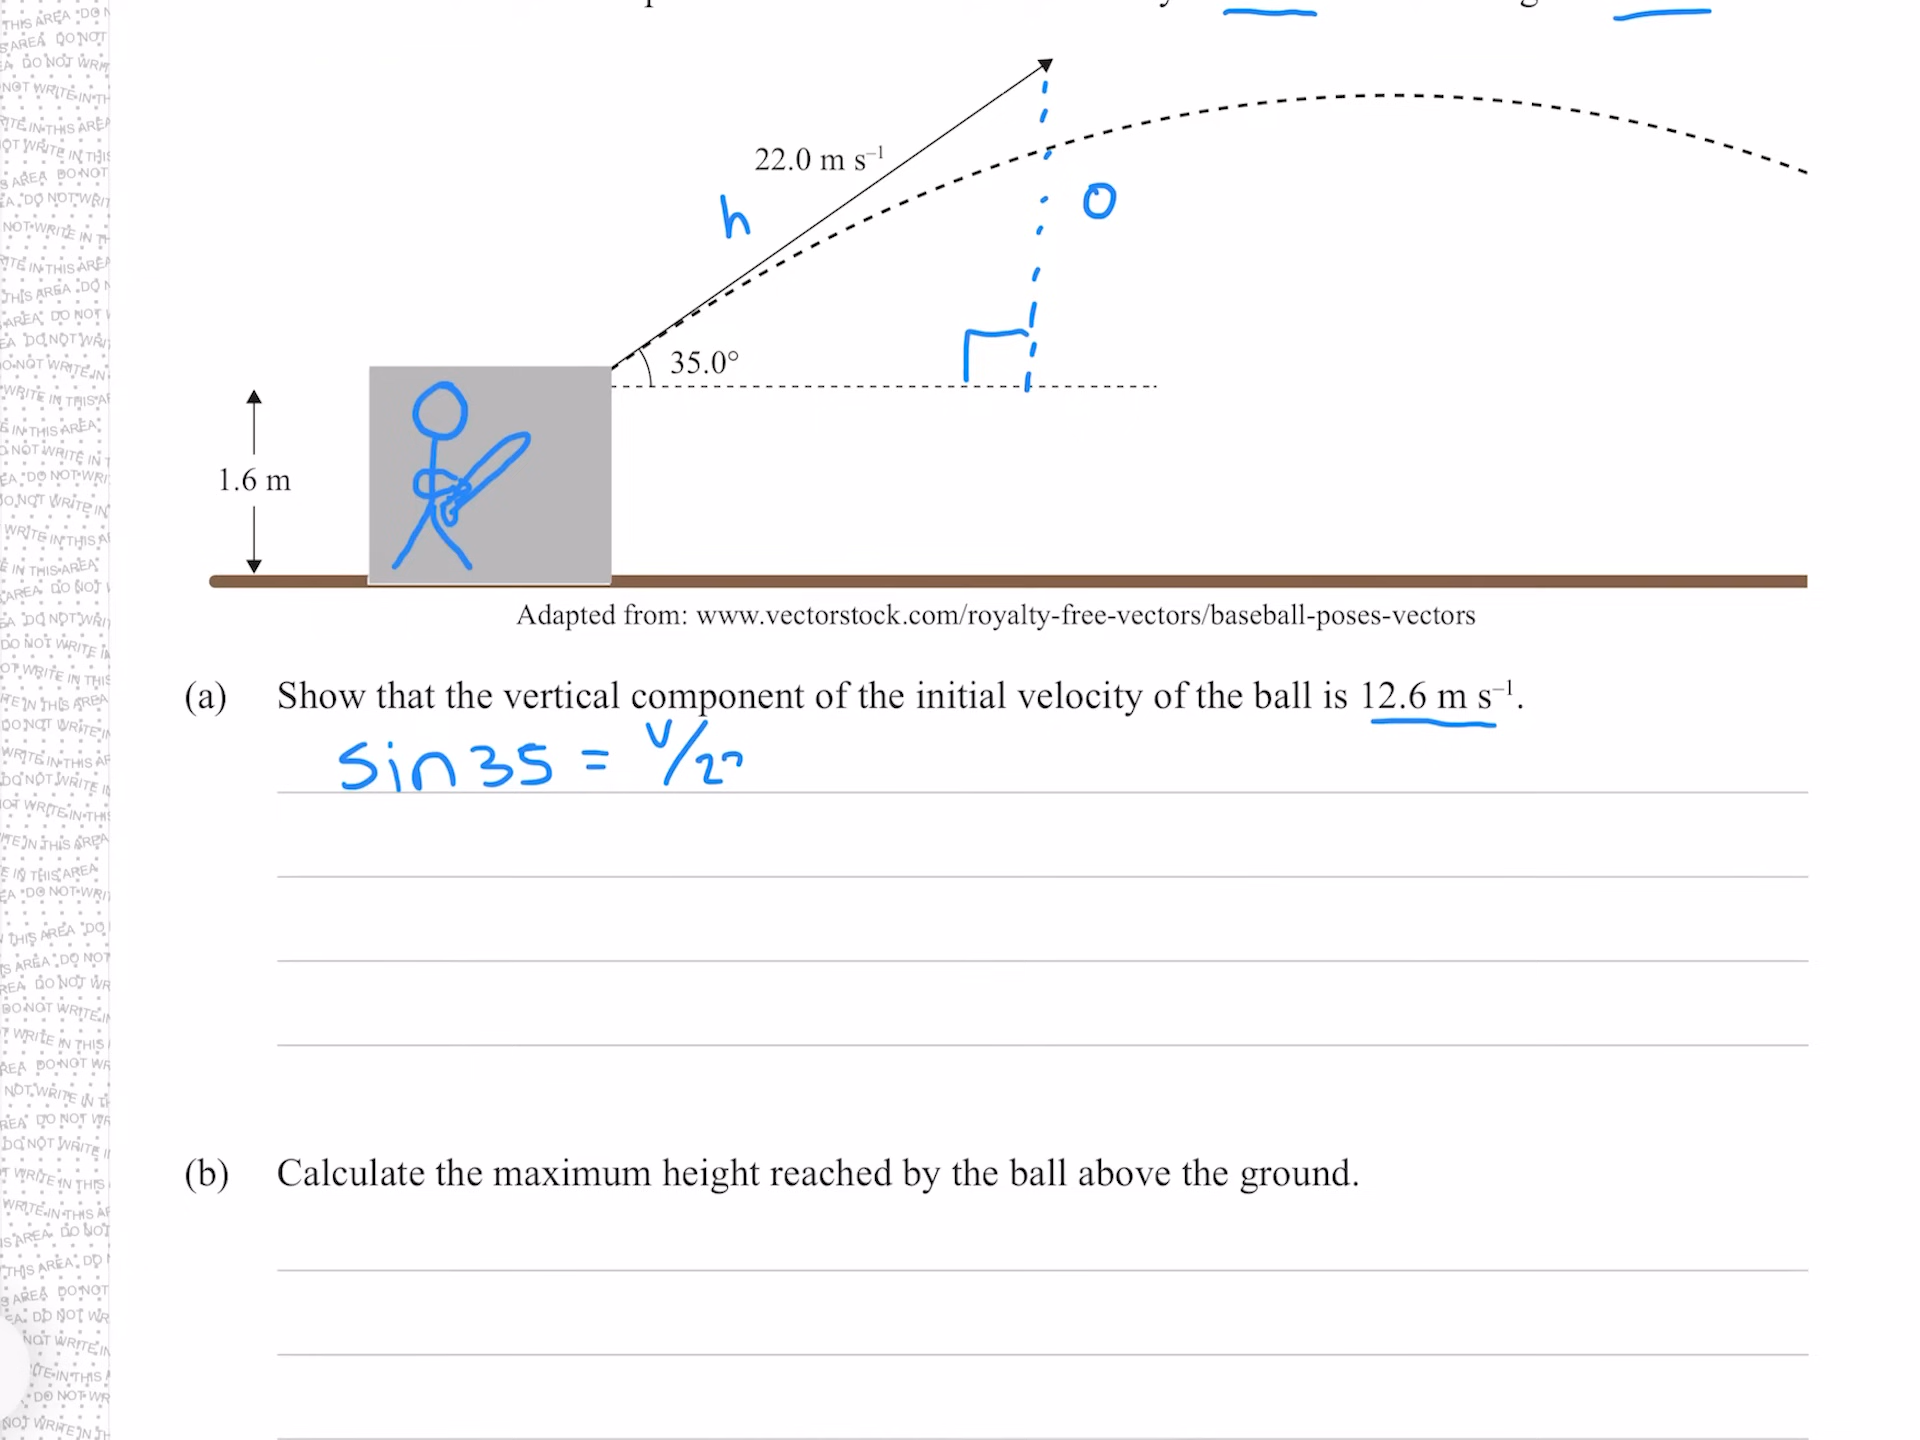 22.0 m s⁻¹
h
O
35.0°
1.6 m
Adapted from: www.vectorstock.com/royalty-free-vectors/baseball-poses-vectors
(a) Show that the vertical component of the initial velocity of the ball is 12.6 m s⁻¹.
sin 35 = v/22
(b) Calculate the maximum height reached by the ball above the ground.